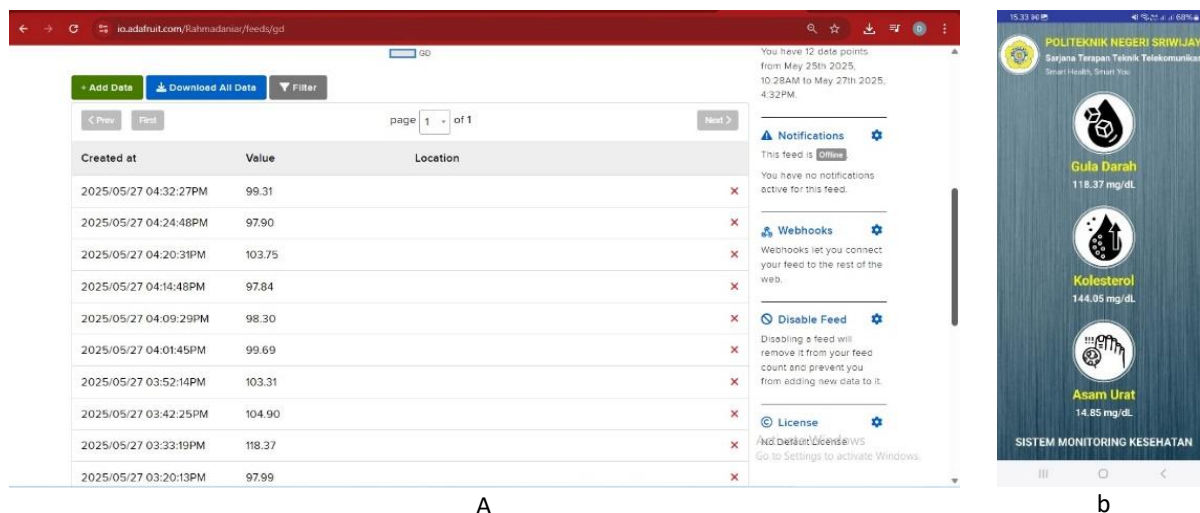 io.adafruit.com/Rahmadaniar/feeds/gd
GD
+ Add Data
Download All Data
Filter
< Prev
First
page 1 of 1
Next >
Created at Value Location
2025/05/27 04:32:27PM 99.31
2025/05/27 04:24:48PM 97.90
2025/05/27 04:20:31PM 103.75
2025/05/27 04:14:48PM 97.84
2025/05/27 04:09:29PM 98.30
2025/05/27 04:01:45PM 99.69
2025/05/27 03:52:14PM 103.31
2025/05/27 03:42:25PM 104.90
2025/05/27 03:33:19PM 118.37
2025/05/27 03:20:13PM 97.99
You have 12 data points
from May 25th 2025,
10:28AM to May 27th 2025,
4:32PM.
Notifications
This feed is Offline
You have no notifications
active for this feed.
Webhooks
Webhooks let you connect
your feed to the rest of the
web.
Disable Feed
Disabling a feed will
remove it from your feed
count and prevent you
from adding new data to it.
License
No Default License
Activate Windows
Go to Settings to activate Windows.
A
15.33
68%
POLITEKNIK NEGERI SRIWIJAY
Sarjana Terapan Teknik Telekomunikas
Smart Health, Smart You
Gula Darah
118.37 mg/dL
Kolesterol
144.05 mg/dL
Asam Urat
14.85 mg/dL
SISTEM MONITORING KESEHATAN
b